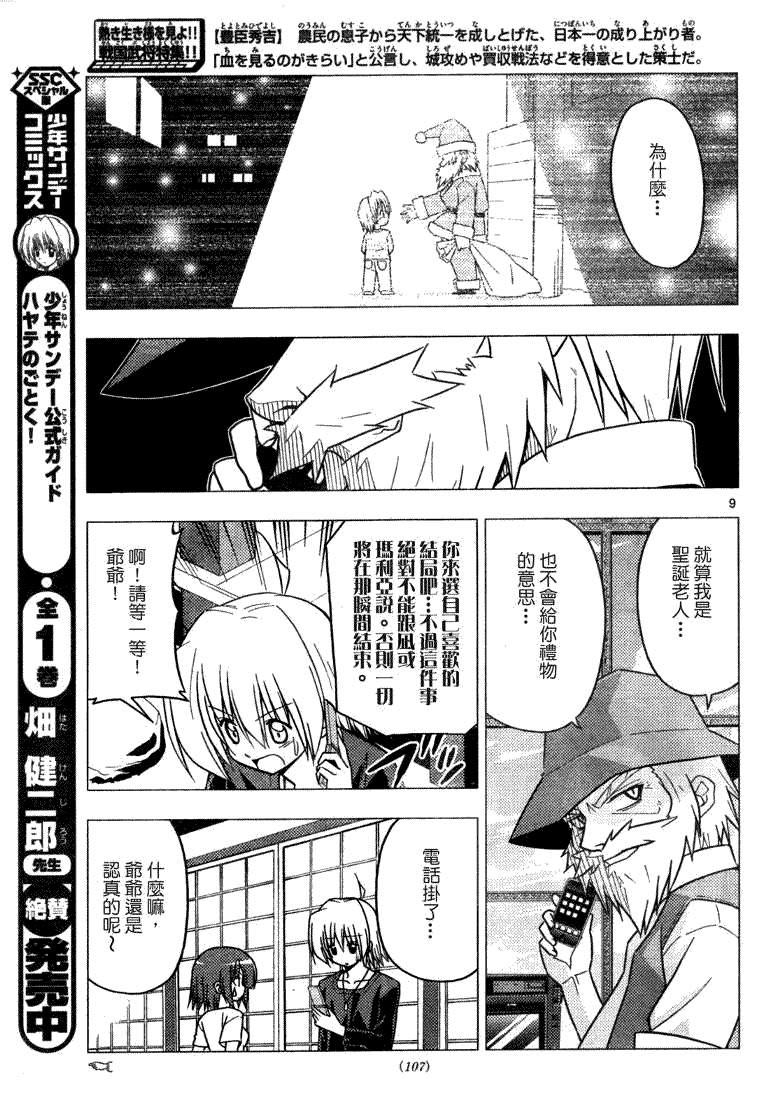 熱き生き様を見よ!!
戦国武将特集!!
【豊臣秀吉】 農民の息子から天下統一を成しとげた、日本一の成り上がり者。
「血を見るのがきらい」と公言し、城攻めや買収戦法などを得意とした策士だ。
SSC
スペシャル版
少年サンデー
コミックス
少年サンデー公式ガイド
ハヤテのごとく!
・全1巻
畑健二郎先生
絶賛
発売中
為什麼…
9
就算我是
聖誕老人…
也不會給你禮物
的意思…
你來選自己喜歡的
結局吧…不過這件事
絕對不能跟凪或
瑪利亞說。否則一切
將在那瞬間結束。
啊!請等一等!
爺爺!
ブツッ
電話掛了…
什麼嘛,
爺爺還是
認真的呢~
(107)